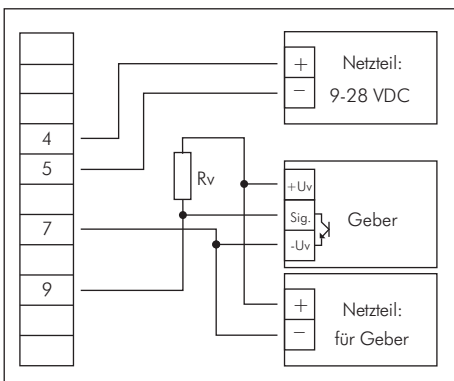 4
5
7
9
Rv
+
−
Netzteil:
9-28 VDC
+Uv
Sig.
-Uv
Geber
+
−
Netzteil:
für Geber